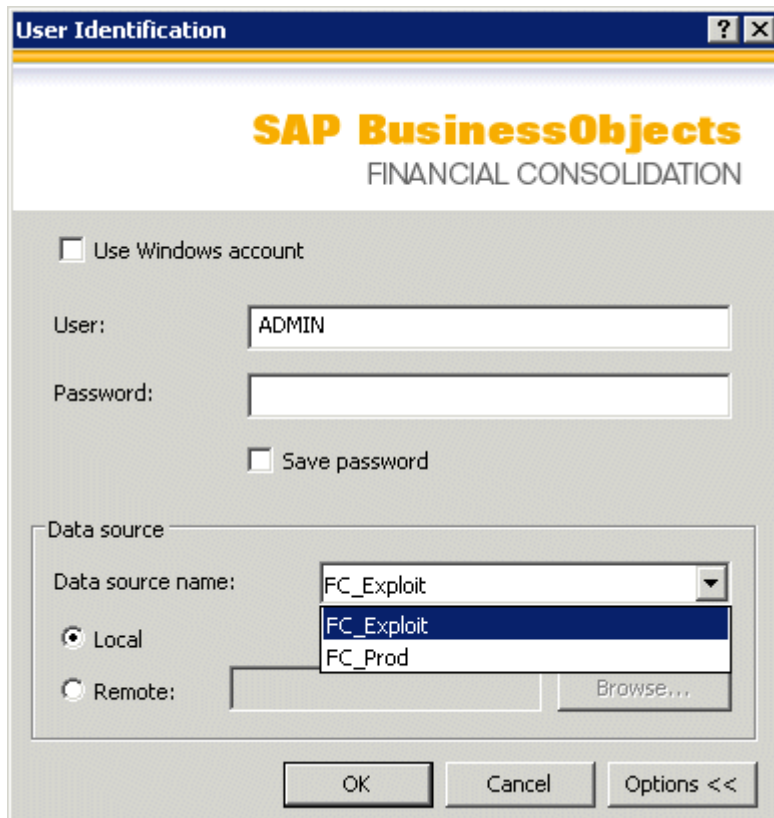 User Identification
SAP BusinessObjects
FINANCIAL CONSOLIDATION
Use Windows account
User: ADMIN
Password:
Save password
Data source
Data source name: FC_Exploit
FC_Exploit
Local
FC_Prod
Remote: Browse...
OK Cancel Options <<